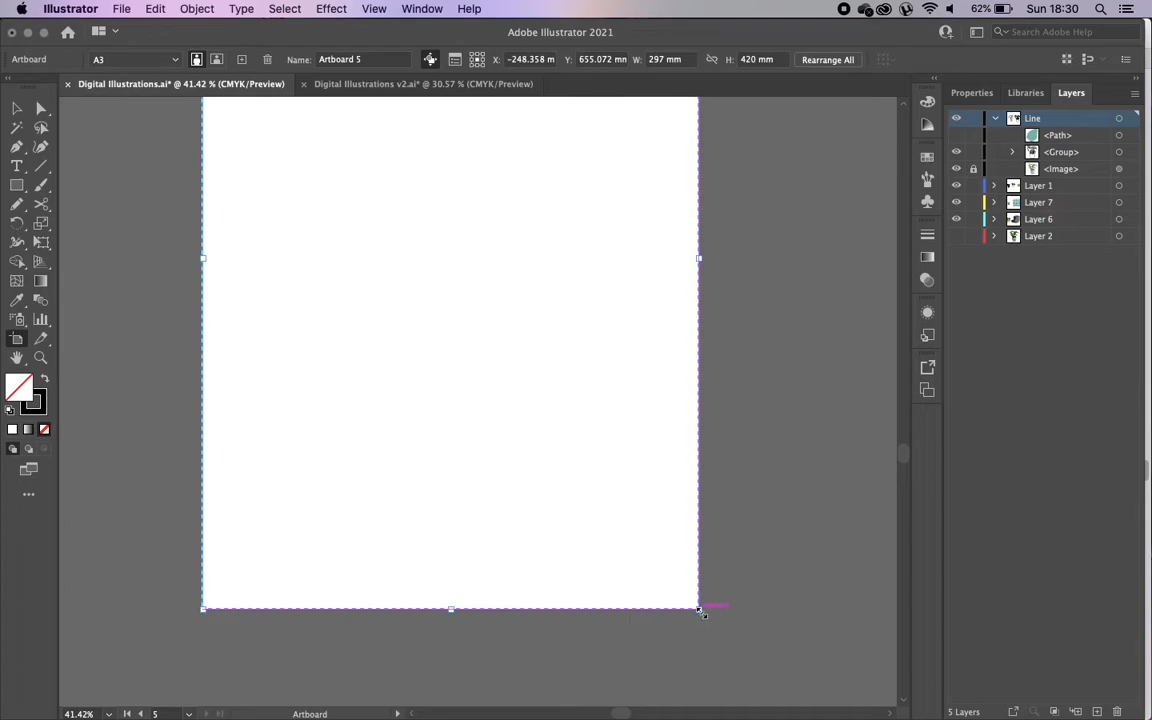 Illustrator File Edit Object Type Select Effect View Window Help 62% Sun 18:30
Adobe Illustrator 2021 Search Adobe Help
Artboard A3 Name: Artboard 5 X: -248.358 m Y: 655.072 mn W: 297 mm H: 420 mm Rearrange All
× Digital Illustrations.ai* @ 41.42 % (CMYK/Preview) × Digital Illustrations v2.ai* @ 30.57 % (CMYK/Preview) Properties Libraries Layers
Line
<Path>
<Group>
<Image>
Layer 1
Layer 7
Layer 6
Layer 2
41.42% 5 Artboard 5 Layers